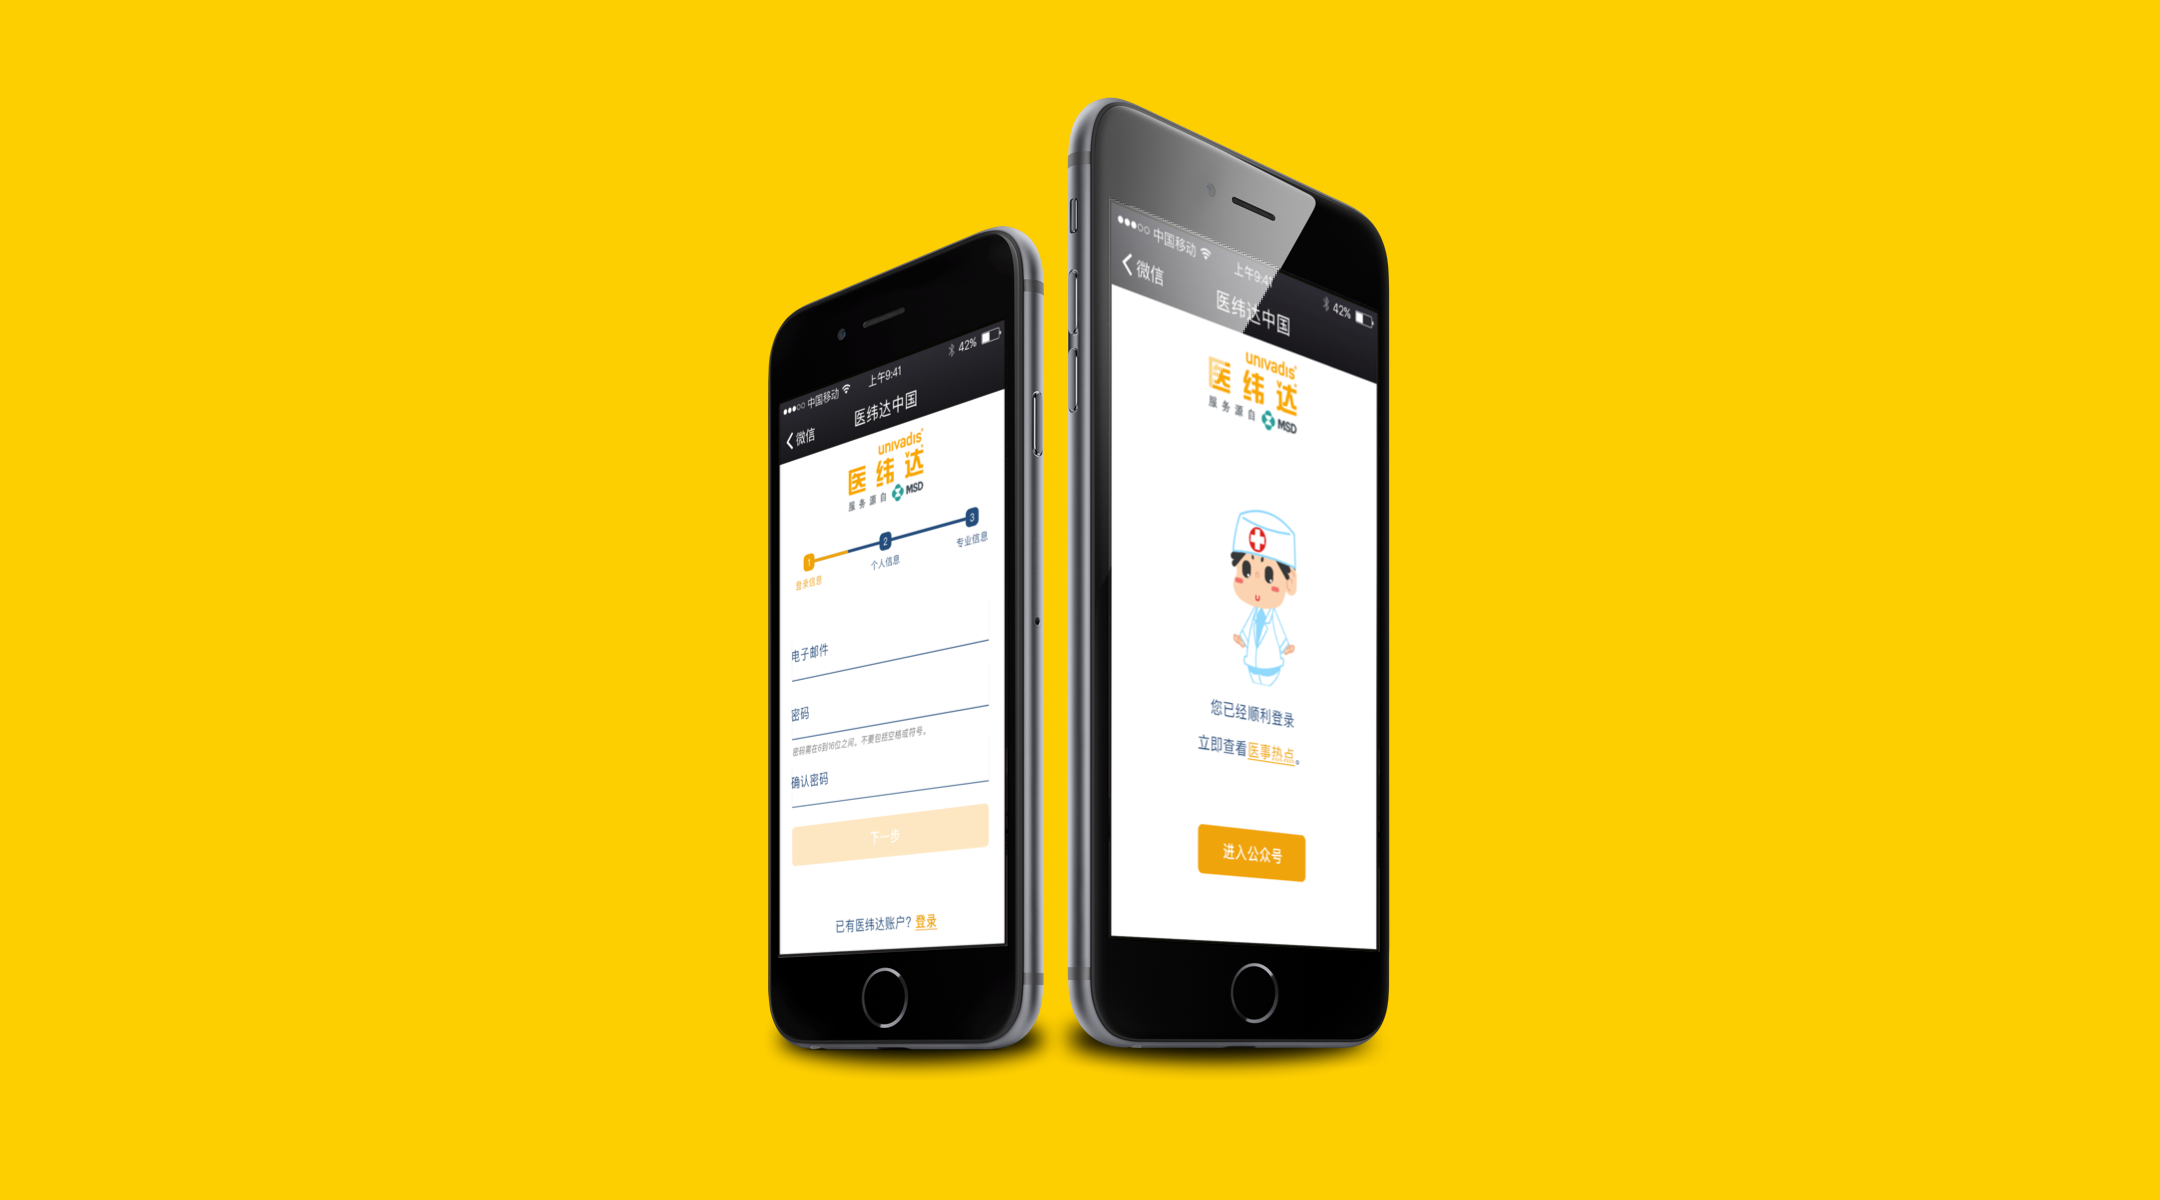 中国移动
上午9:41
42%
微信
医纬达中国
univadis
医纬达
服务源自 MSD
1
2
3
登录信息
个人信息
专业信息
电子邮件
密码
密码需在6到16位之间。不要包括空格或符号。
确认密码
下一步
已有医纬达账户? 登录
中国移动
上午9:41
42%
微信
医纬达中国
univadis
医纬达
服务源自 MSD
您已经顺利登录
立即查看医事热点。
进入公众号